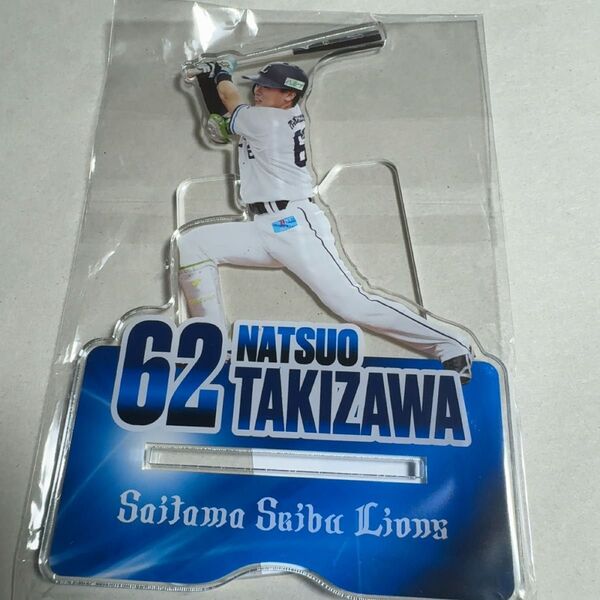 62 NATSUO
TAKIZAWA
Saitama Seibu Lions